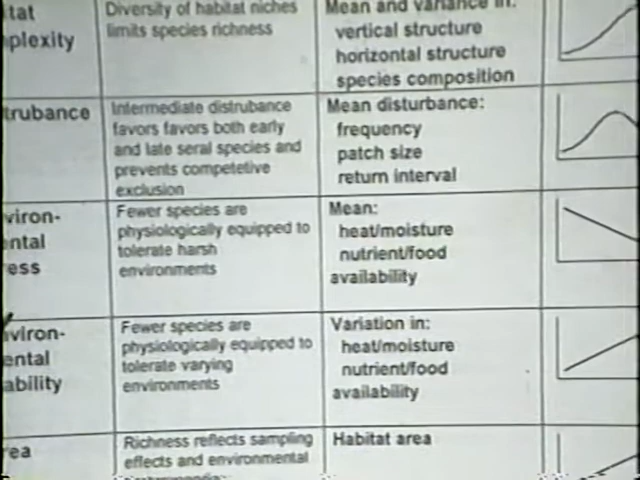 tat
plexity
Diversity of habitat niches
limits species richness
Mean and variance in:
vertical structure
horizontal structure
species composition
trubance
Intermediate distrubance
favors favors both early
and late seral species and
prevents competetive
exclusion
Mean disturbance:
frequency
patch size
return interval
viron-
ntal
ess
Fewer species are
physiologically equipped to
tolerate harsh
environments
Mean:
heat/moisture
nutrient/food
availability
viron-
ental
ability
Fewer species are
physiologically equipped to
tolerate varying
environments
Variation in:
heat/moisture
nutrient/food
availability
rea
Richness reflects sampling
effects and environmental
Habitat area